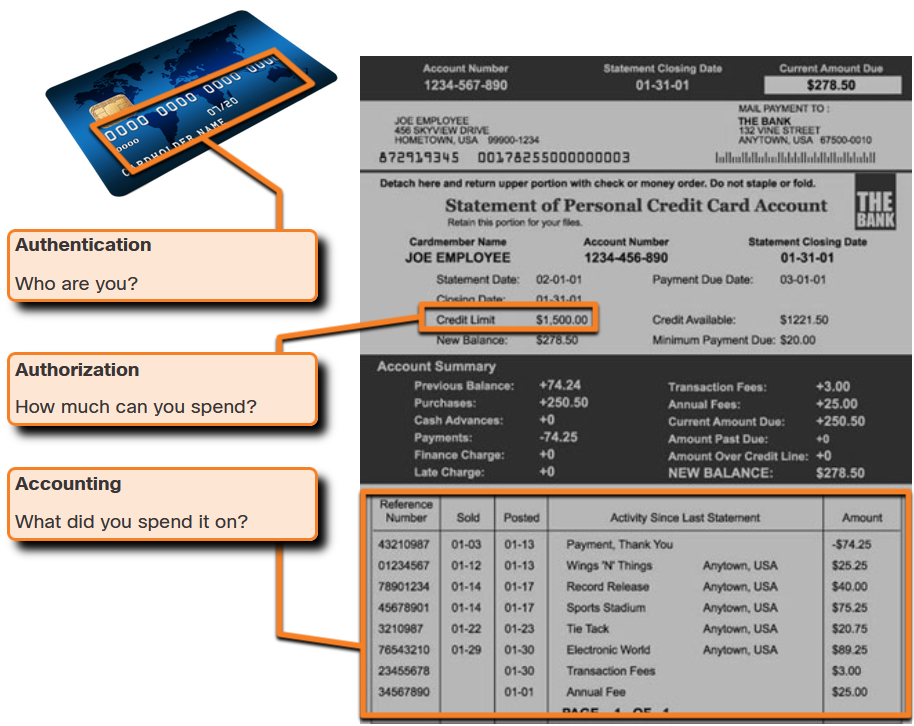 0000 0000 0000 000
0000
07/20
CARDHOLDER NAME
Authentication
Who are you?
Authorization
How much can you spend?
Accounting
What did you spend it on?
Account Number Statement Closing Date Current Amount Due
1234-567-890 01-31-01 $278.50
JOE EMPLOYEE
456 SKYVIEW DRIVE
HOMETOWN, USA 99900-1234
MAIL PAYMENT TO :
THE BANK
132 VINE STREET
ANYTOWN, USA 67500-0010
872919345 00178255000000003
Detach here and return upper portion with check or money order. Do not staple or fold.
Statement of Personal Credit Card Account
Retain this portion for your files.
THE
BANK
Cardmember Name Account Number Statement Closing Date
JOE EMPLOYEE 1234-456-890 01-31-01
Statement Date: 02-01-01 Payment Due Date: 03-01-01
Closing Date: 01-31-01
Credit Limit $1,500.00 Credit Available: $1221.50
New Balance: $278.50 Minimum Payment Due: $20.00
Account Summary
Previous Balance: +74.24 Transaction Fees: +3.00
Purchases: +250.50 Annual Fees: +25.00
Cash Advances: +0 Current Amount Due: +250.50
Payments: -74.25 Amount Past Due: +0
Finance Charge: +0 Amount Over Credit Line: +0
Late Charge: +0 NEW BALANCE: $278.50
Reference
Number Sold Posted Activity Since Last Statement Amount
43210987 01-03 01-13 Payment, Thank You -$74.25
01234567 01-12 01-13 Wings 'N' Things Anytown, USA $25.25
78901234 01-14 01-17 Record Release Anytown, USA $40.00
45678901 01-14 01-17 Sports Stadium Anytown, USA $75.25
3210987 01-22 01-23 Tie Tack Anytown, USA $20.75
76543210 01-29 01-30 Electronic World Anytown, USA $89.25
23455678 01-30 Transaction Fees $3.00
34567890 01-01 Annual Fee $25.00
PAGE 1 OF 1